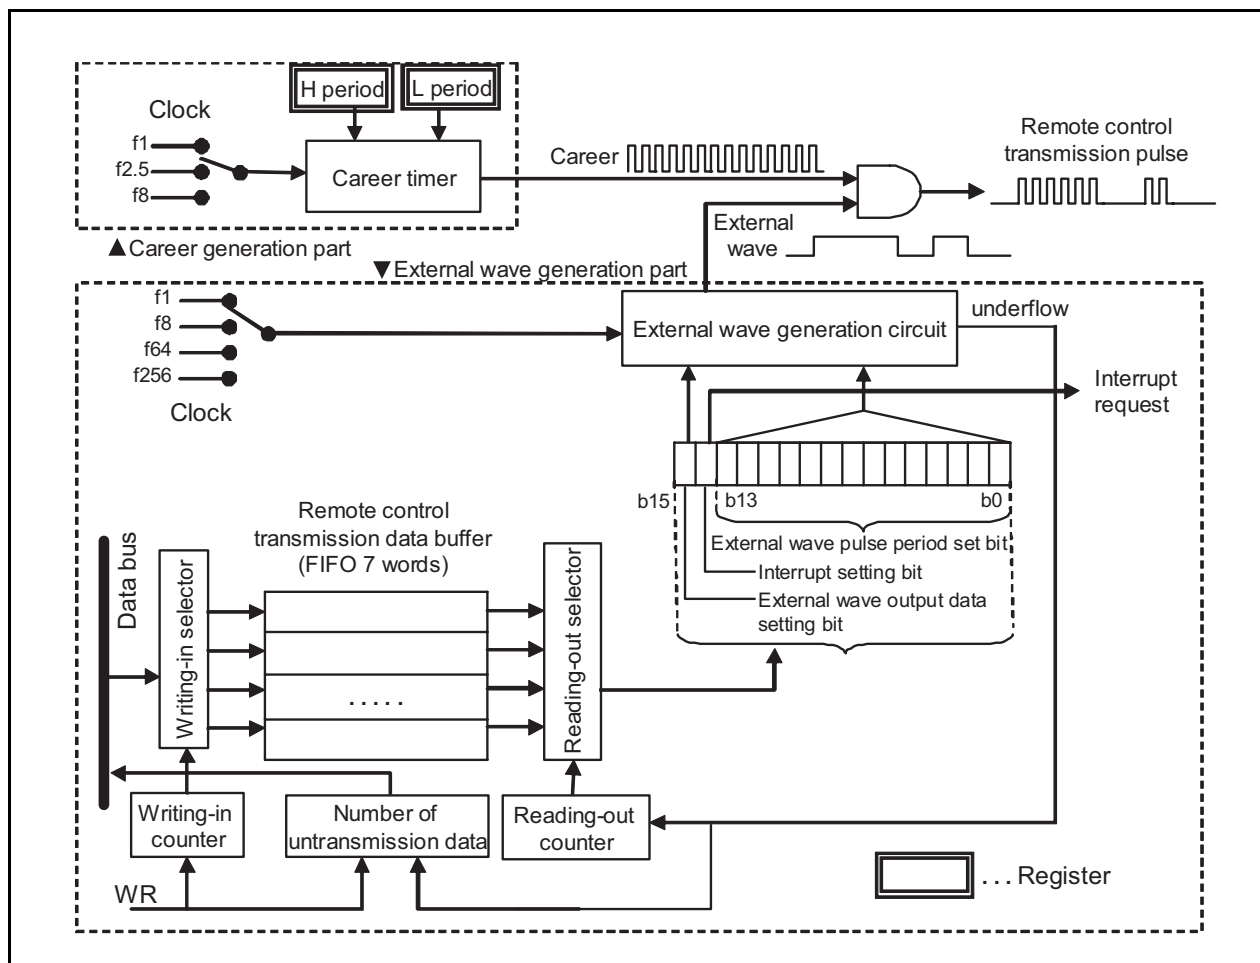 H period
L period
Clock
f1
f2.5
f8
Career timer
Career
Remote control
transmission pulse
External
wave
▲Career generation part
▼External wave generation part
f1
f8
f64
f256
Clock
External wave generation circuit
underflow
Interrupt
request
b15
b13
b0
External wave pulse period set bit
Interrupt setting bit
External wave output data
setting bit
Remote control
transmission data buffer
(FIFO 7 words)
Data bus
Writing-in selector
.....
Reading-out selector
Writing-in
counter
Number of
untransmission data
Reading-out
counter
WR
...Register